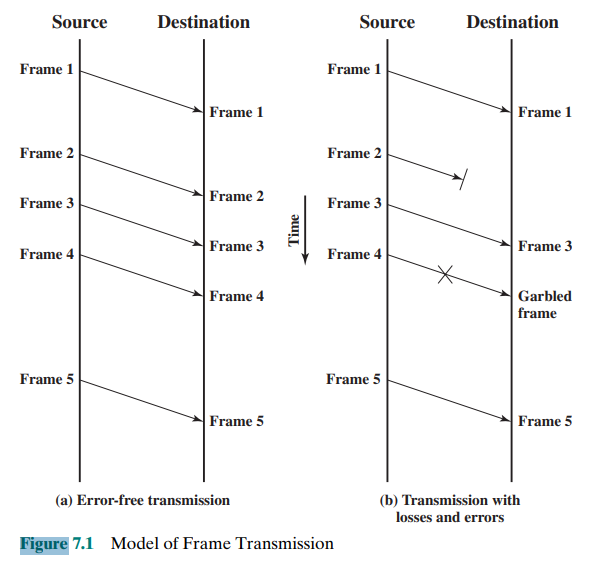 Source Destination Source Destination
Frame 1 Frame 1
Frame 1 Frame 1
Frame 2 Frame 2
Frame 2
Frame 3 Frame 3
Time
Frame 3 Frame 3
Frame 4 Frame 4
Frame 4 Garbled
frame
Frame 5 Frame 5
Frame 5 Frame 5
(a) Error-free transmission (b) Transmission with
losses and errors
Figure 7.1 Model of Frame Transmission